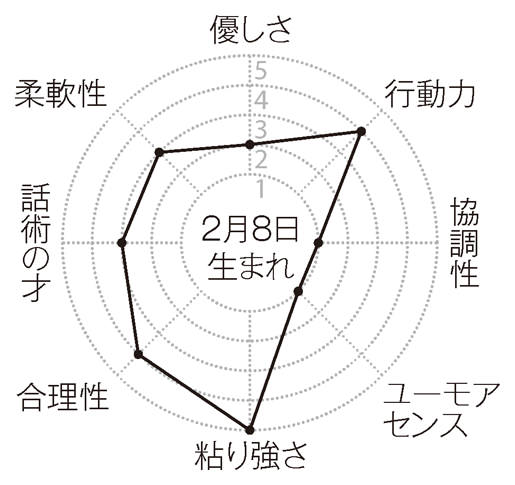 優しさ
柔軟性
行動力
5
4
3
2
1
話術の才
2月8日
生まれ
協調性
合理性
ユーモア
センス
粘り強さ